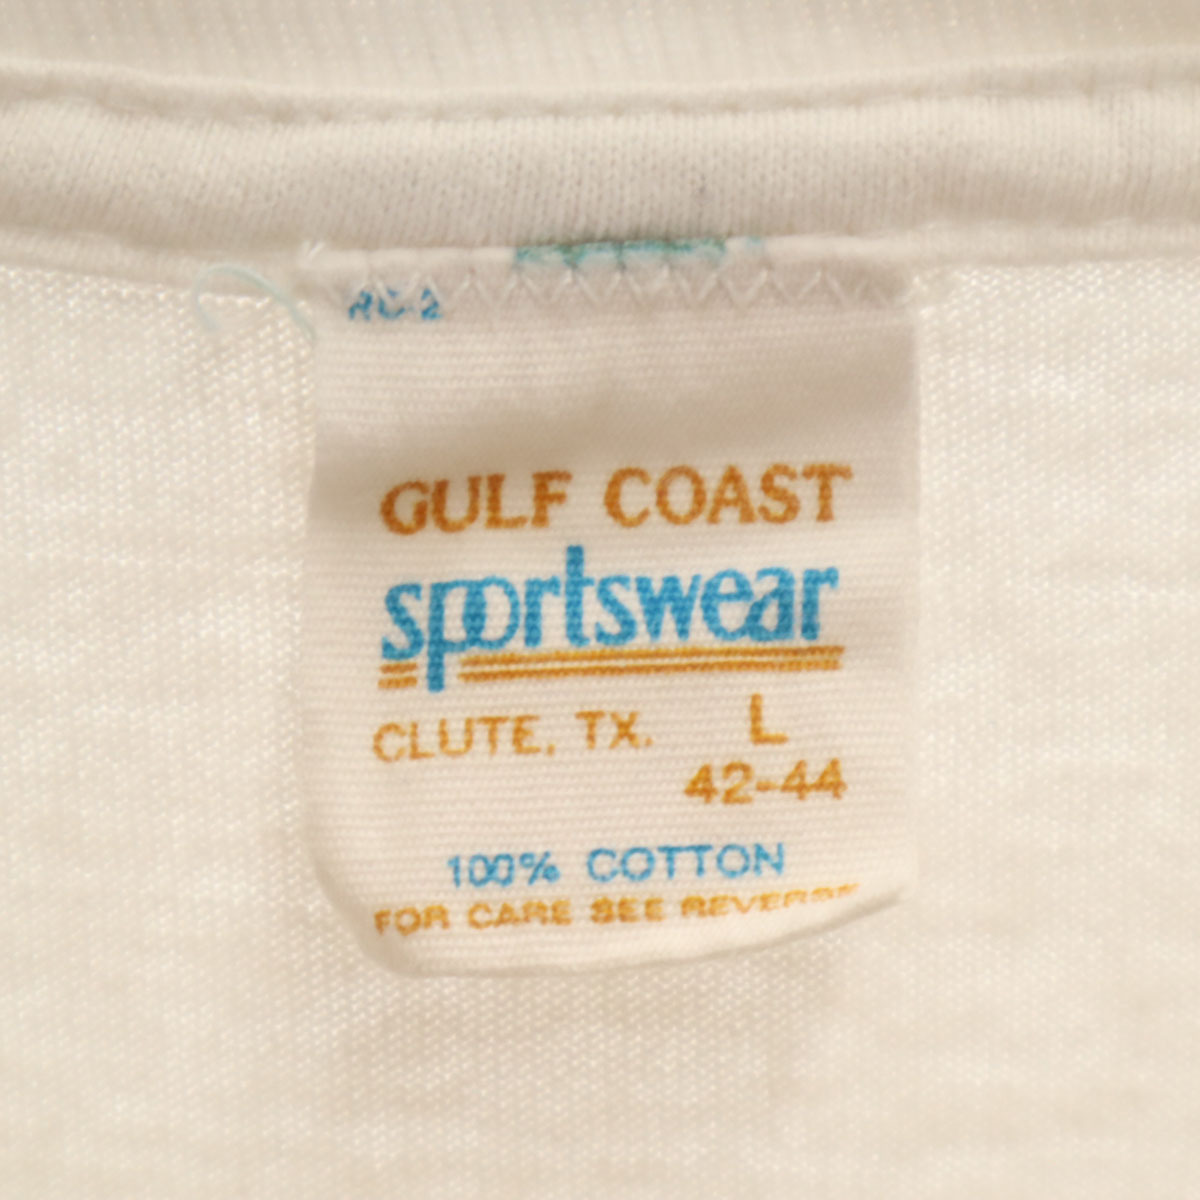 RC-2
GULF COAST
sportswear
CLUTE, TX. L
42-44
100% COTTON
FOR CARE SEE REVERSE